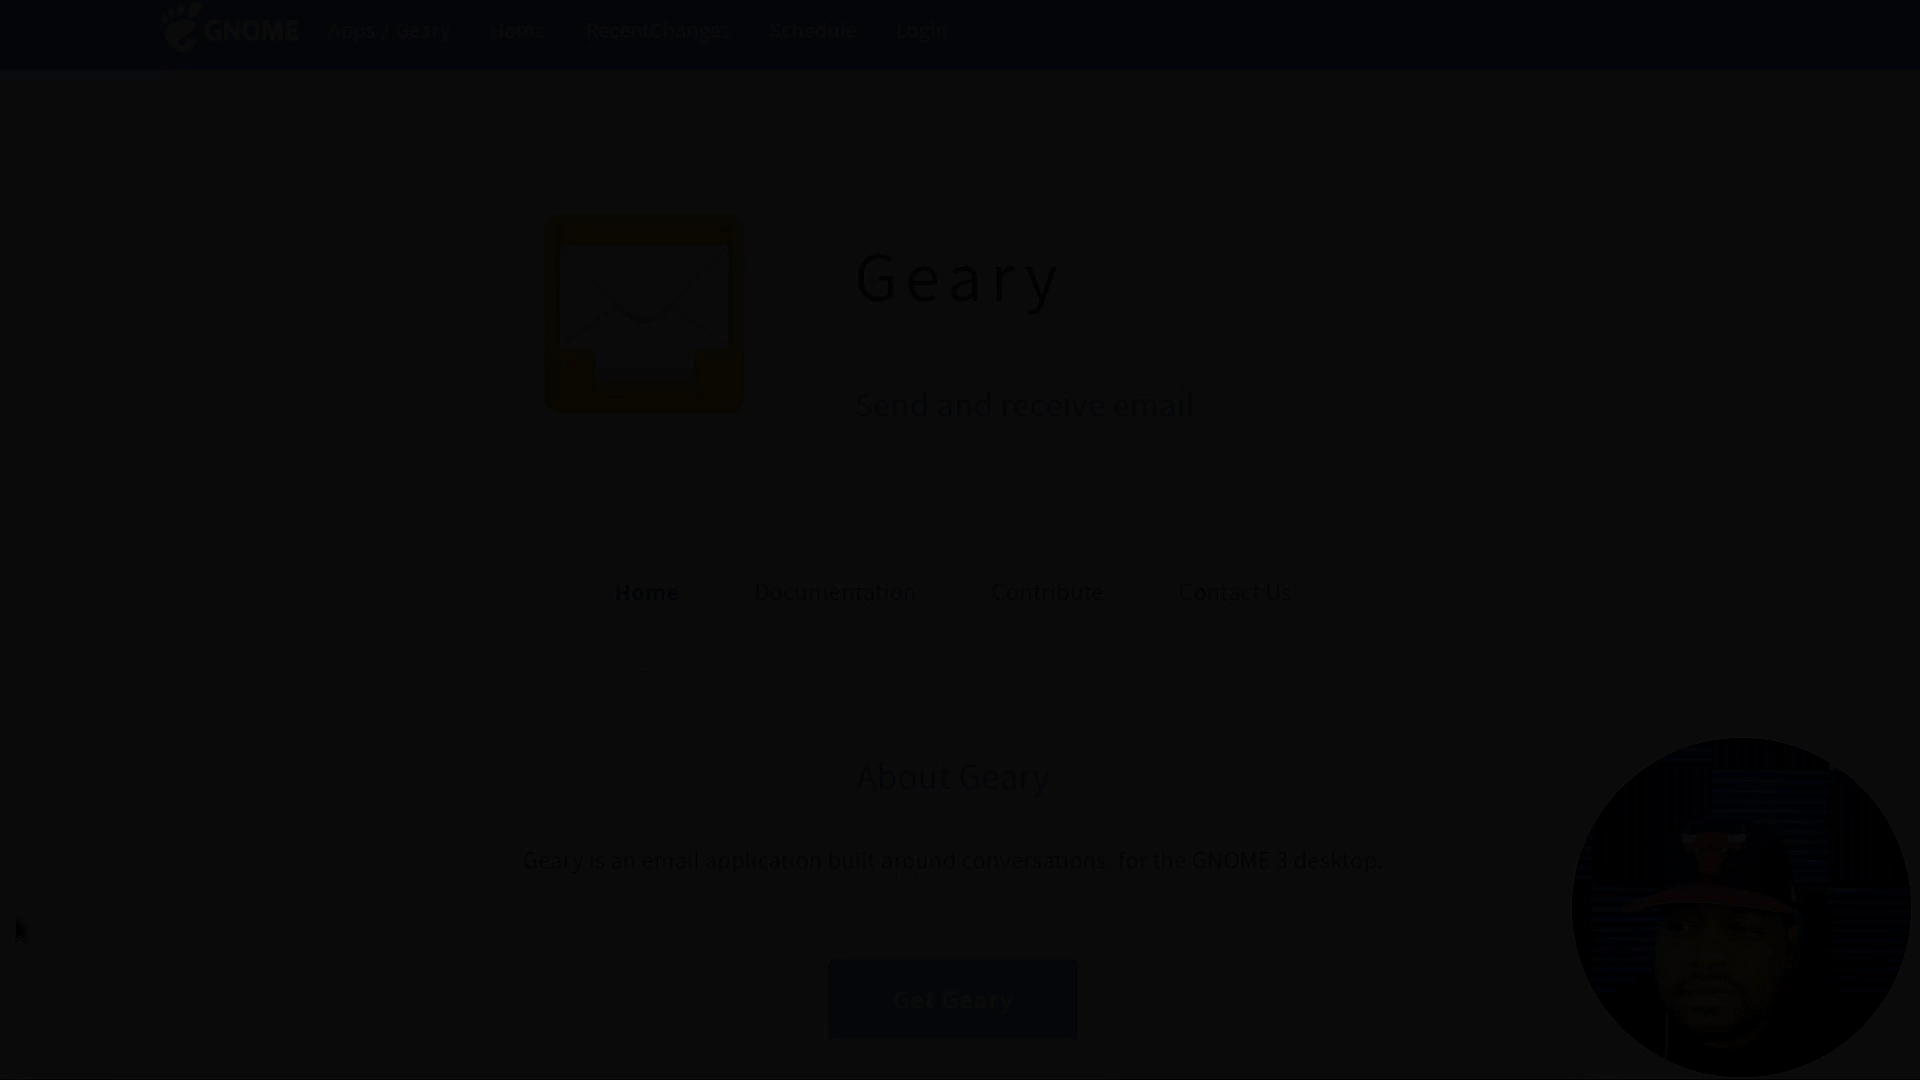 GNOME Apps / Geary Home RecentChanges Schedule Login
Geary
Send and receive email
Home Documentation Contribute Contact Us
About Geary
Geary is an email application built around conversations, for the GNOME 3 desktop.
Get Geary